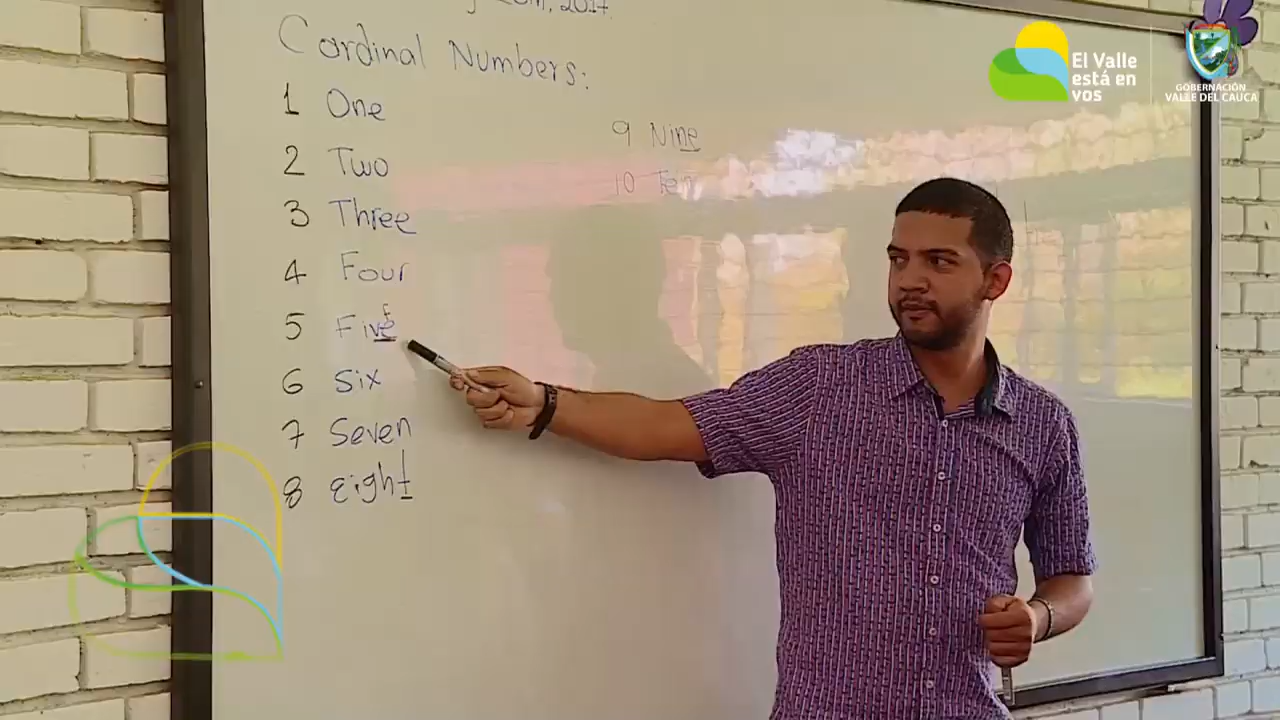 2017.
Cardinal Numbers:
1 One
2 Two
3 Three
4 Four
5 Five
f
6 Six
7 Seven
8 Eight
9 Nine
10 Ten
El Valle
está en
vos
GOBERNACIÓN
VALLE DEL CAUCA